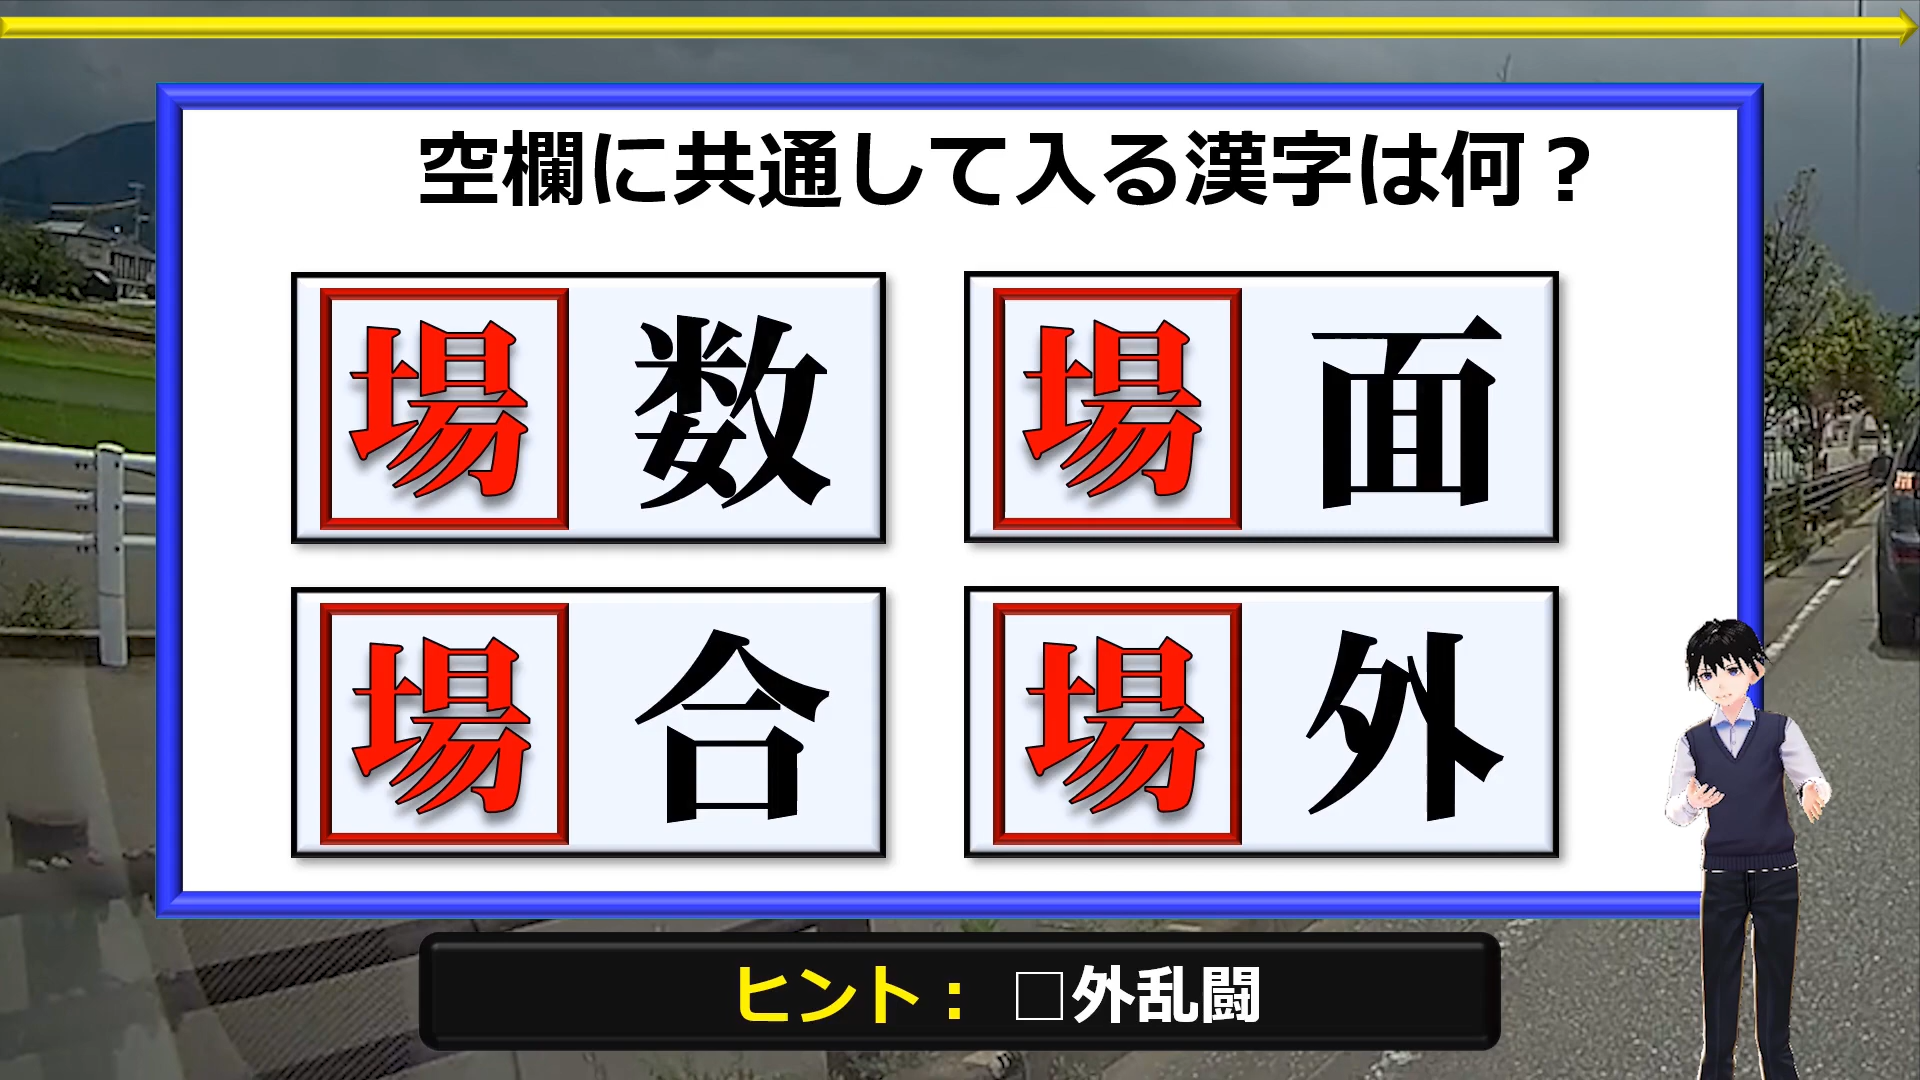 空欄に共通して入る漢字は何？
場数
場面
場合
場外
ヒント： □外乱闘